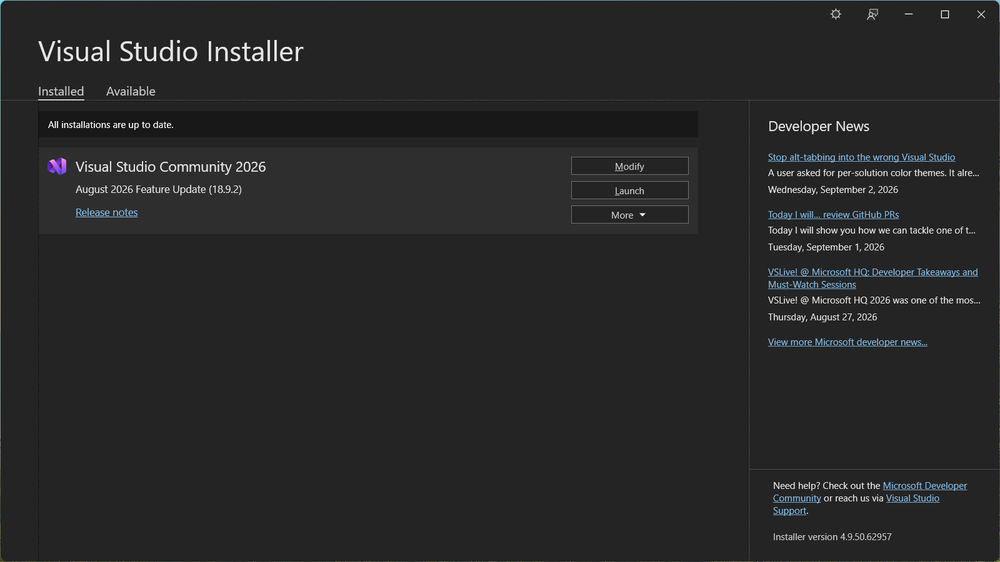 Visual Studio Installer
Installed
Available
All installations are up to date.
Visual Studio Community 2026
August 2026 Feature Update (18.9.2)
Release notes
Modify
Launch
More
Developer News
Stop alt-tabbing into the wrong Visual Studio
A user asked for per-solution color themes. It alre...
Wednesday, September 2, 2026
Today I will... review GitHub PRs
Today I will show you how we can tackle one of t...
Tuesday, September 1, 2026
VSLive! @ Microsoft HQ: Developer Takeaways and
Must-Watch Sessions
VSLive! @ Microsoft HQ 2026 was one of the mos...
Thursday, August 27, 2026
View more Microsoft developer news...
Need help? Check out the Microsoft Developer
Community or reach us via Visual Studio
Support.
Installer version 4.9.50.62957